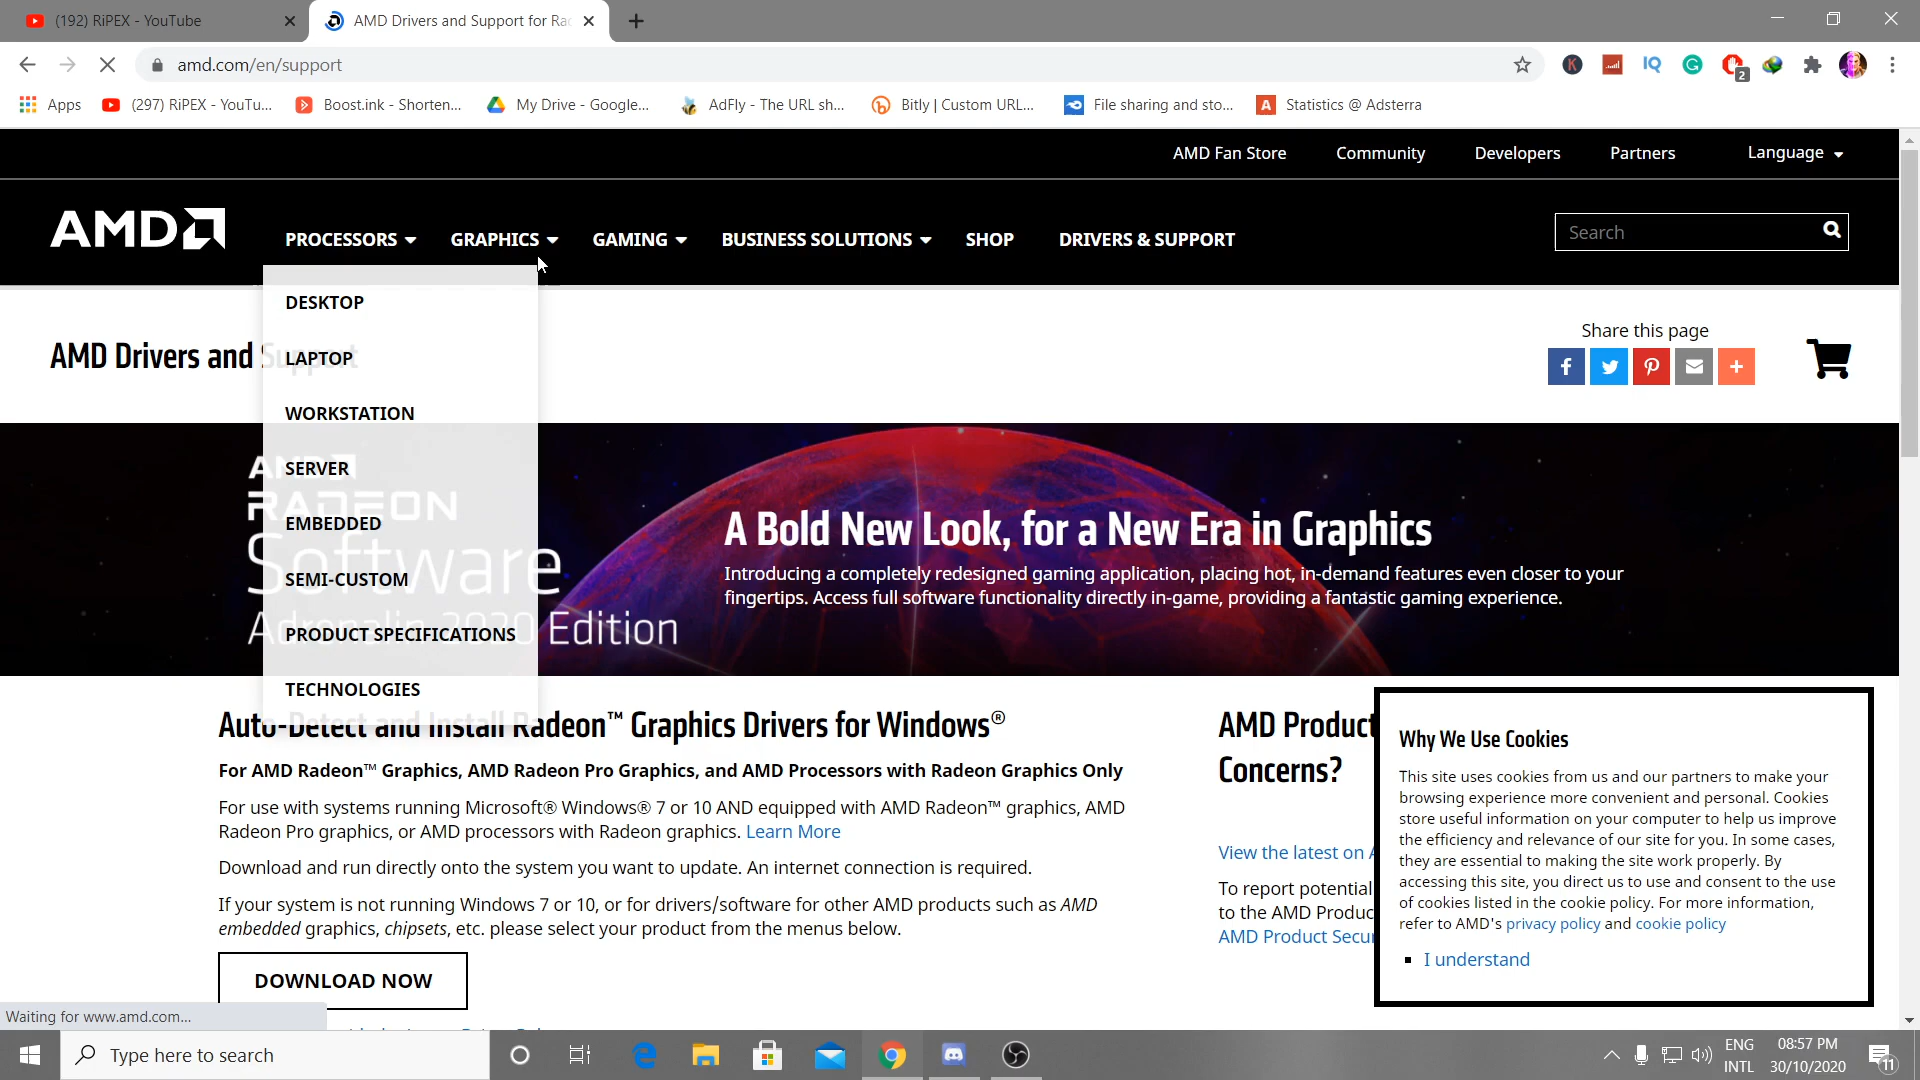 (192) RiPEX - YouTube
AMD Drivers and Support for Ra
amd.com/en/support
IQ
2
Apps
(297) RiPEX - YouTu...
Boost.ink - Shorten...
My Drive - Google...
AdFly - The URL sh...
Bitly | Custom URL...
File sharing and sto...
Statistics @ Adsterra
AMD Fan Store
Community
Developers
Partners
Language
AMD
PROCESSORS
GRAPHICS
GAMING
BUSINESS SOLUTIONS
SHOP
DRIVERS & SUPPORT
Search
DESKTOP
LAPTOP
WORKSTATION
SERVER
EMBEDDED
SEMI-CUSTOM
PRODUCT SPECIFICATIONS
TECHNOLOGIES
AMD Drivers and Support
Share this page
AMD
RADEON
Software
Adrenalin 2020 Edition
A Bold New Look, for a New Era in Graphics
Introducing a completely redesigned gaming application, placing hot, in-demand features even closer to your
fingertips. Access full software functionality directly in-game, providing a fantastic gaming experience.
Auto-Detect and Install Radeon™ Graphics Drivers for Windows®
For AMD Radeon™ Graphics, AMD Radeon Pro Graphics, and AMD Processors with Radeon Graphics Only
For use with systems running Microsoft® Windows® 7 or 10 AND equipped with AMD Radeon™ graphics, AMD
Radeon Pro graphics, or AMD processors with Radeon graphics. Learn More
Download and run directly onto the system you want to update. An internet connection is required.
If your system is not running Windows 7 or 10, or for drivers/software for other AMD products such as AMD
embedded graphics, chipsets, etc. please select your product from the menus below.
DOWNLOAD NOW
AMD Product
Concerns?
View the latest on
To report potential
to the AMD Produc
AMD Product Secu
Why We Use Cookies
This site uses cookies from us and our partners to make your
browsing experience more convenient and personal. Cookies
store useful information on your computer to help us improve
the efficiency and relevance of our site for you. In some cases,
they are essential to making the site work properly. By
accessing this site, you direct us to use and consent to the use
of cookies listed in the cookie policy. For more information,
refer to AMD's privacy policy and cookie policy
I understand
Waiting for www.amd.com...
Type here to search
ENG
INTL
08:57 PM
30/10/2020
11